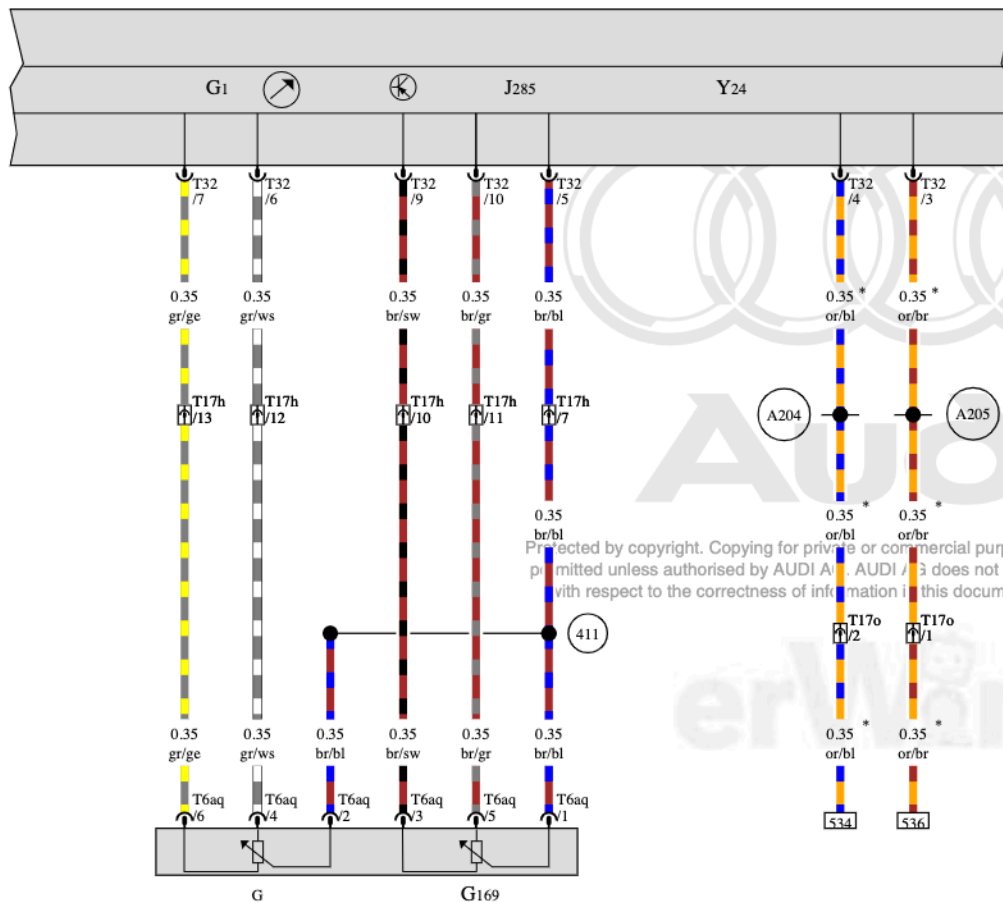 G1 J285 Y24
T32 T32 T32 T32 T32 T32 T32
/7 /6 /9 /10 /5 /4 /3
0.35 0.35 0.35 0.35 0.35 0.35 * 0.35 *
gr/ge gr/ws br/sw br/gr br/bl or/bl or/br
T17h T17h T17h T17h T17h
/13 /12 /10 /11 /7
A204 A205
Aud
0.35 0.35 * 0.35 *
br/bl or/bl or/br
Protected by copyright. Copying for private or commercial purp
permitted unless authorised by AUDI AG. AUDI AG does not
with respect to the correctness of information in this docum
411
T17o T17o
/2 /1
erWin
0.35 0.35 0.35 0.35 0.35 0.35 0.35 * 0.35 *
gr/ge gr/ws br/bl br/sw br/gr br/bl or/bl or/br
T6aq T6aq T6aq T6aq T6aq T6aq
/6 /4 /2 /3 /5 /1
534 536
G G169